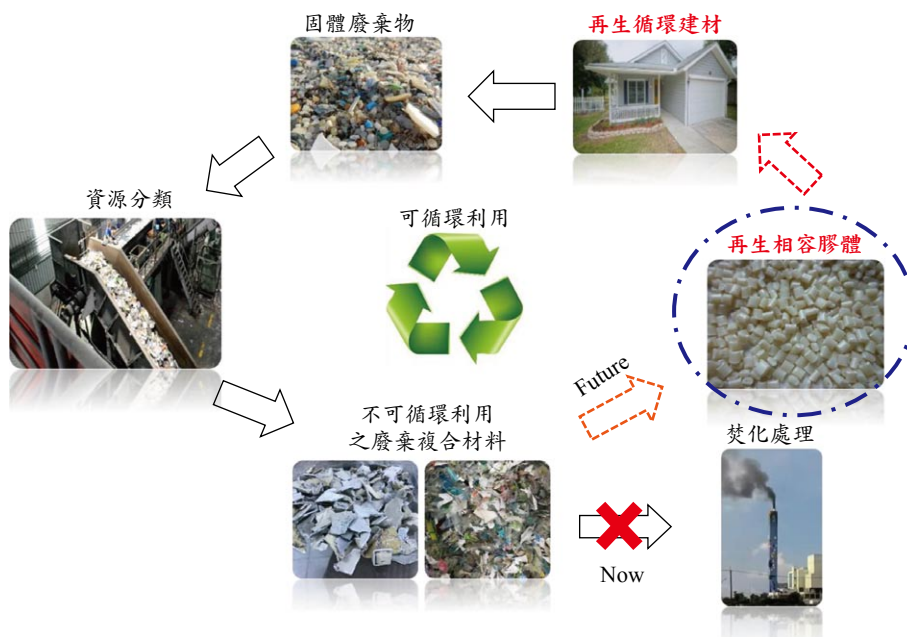 固體廢棄物
再生循環建材
資源分類
可循環利用
再生相容膠體
Future
不可循環利用
之廢棄複合材料
焚化處理
Now